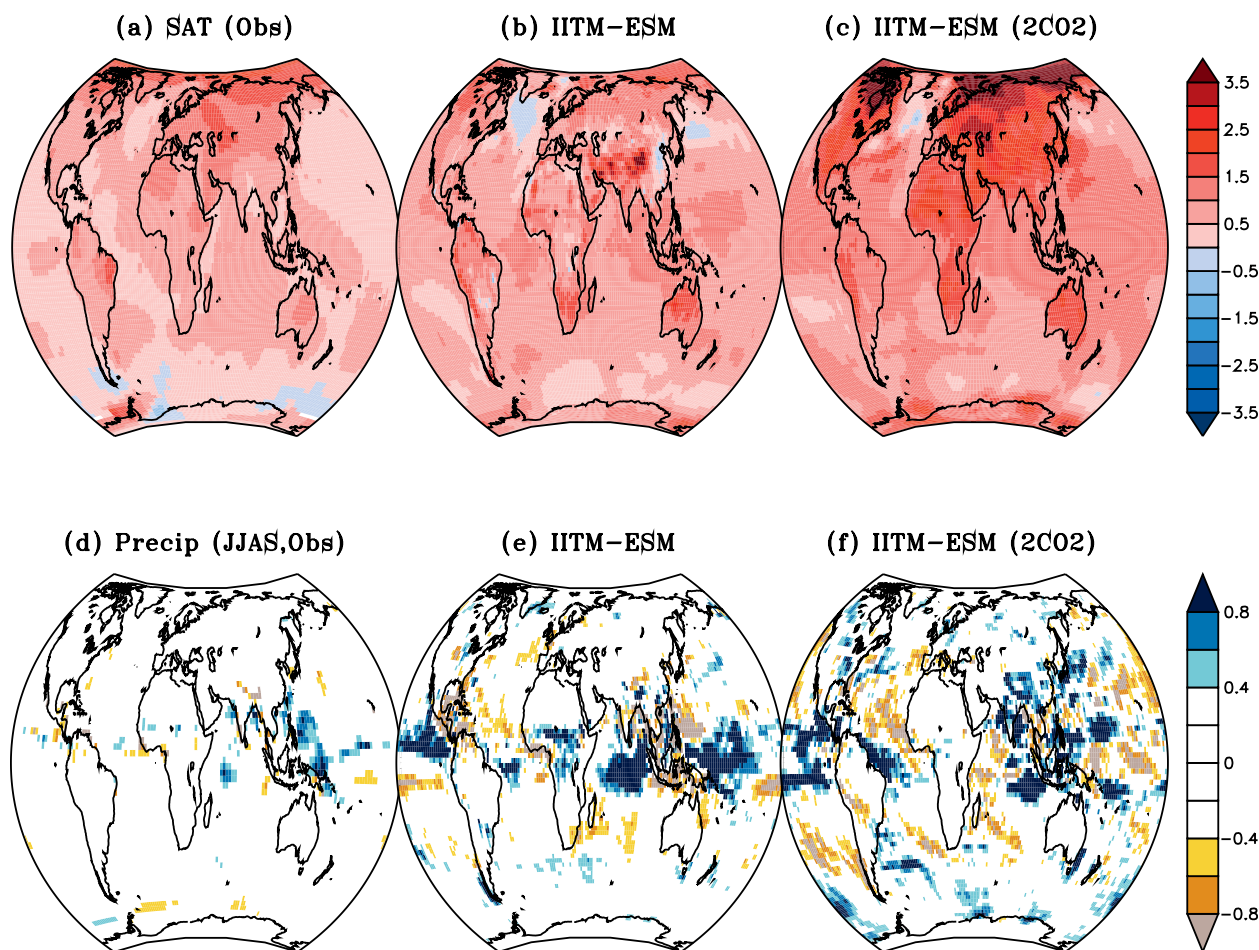 (a) SAT (Obs)
(b) IITM-ESM
(c) IITM-ESM (2CO2)
3.5
2.5
1.5
0.5
-0.5
-1.5
-2.5
-3.5
(d) Precip (JJAS,Obs)
(e) IITM-ESM
(f) IITM-ESM (2CO2)
0.8
0.4
0
-0.4
-0.8